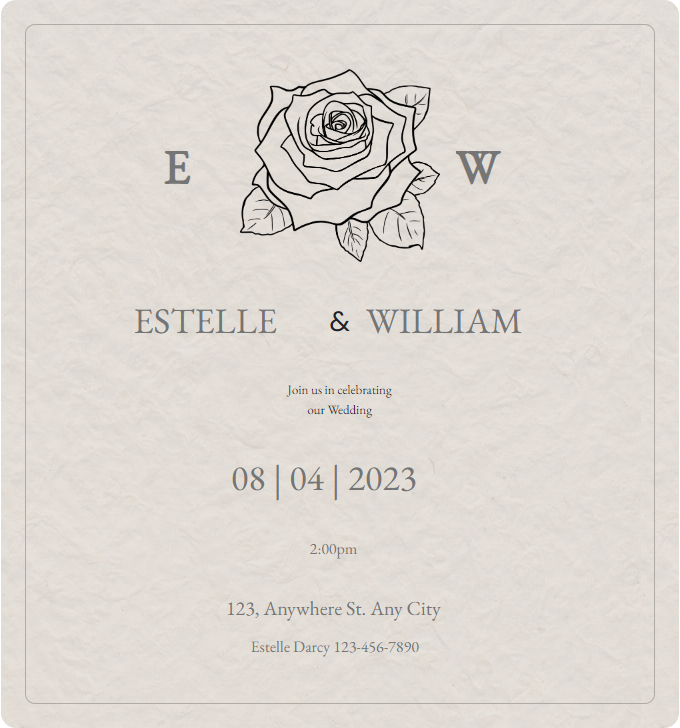 E W
ESTELLE & WILLIAM
Join us in celebrating
our Wedding
08 | 04 | 2023
2:00pm
123, Anywhere St. Any City
Estelle Darcy 123-456-7890